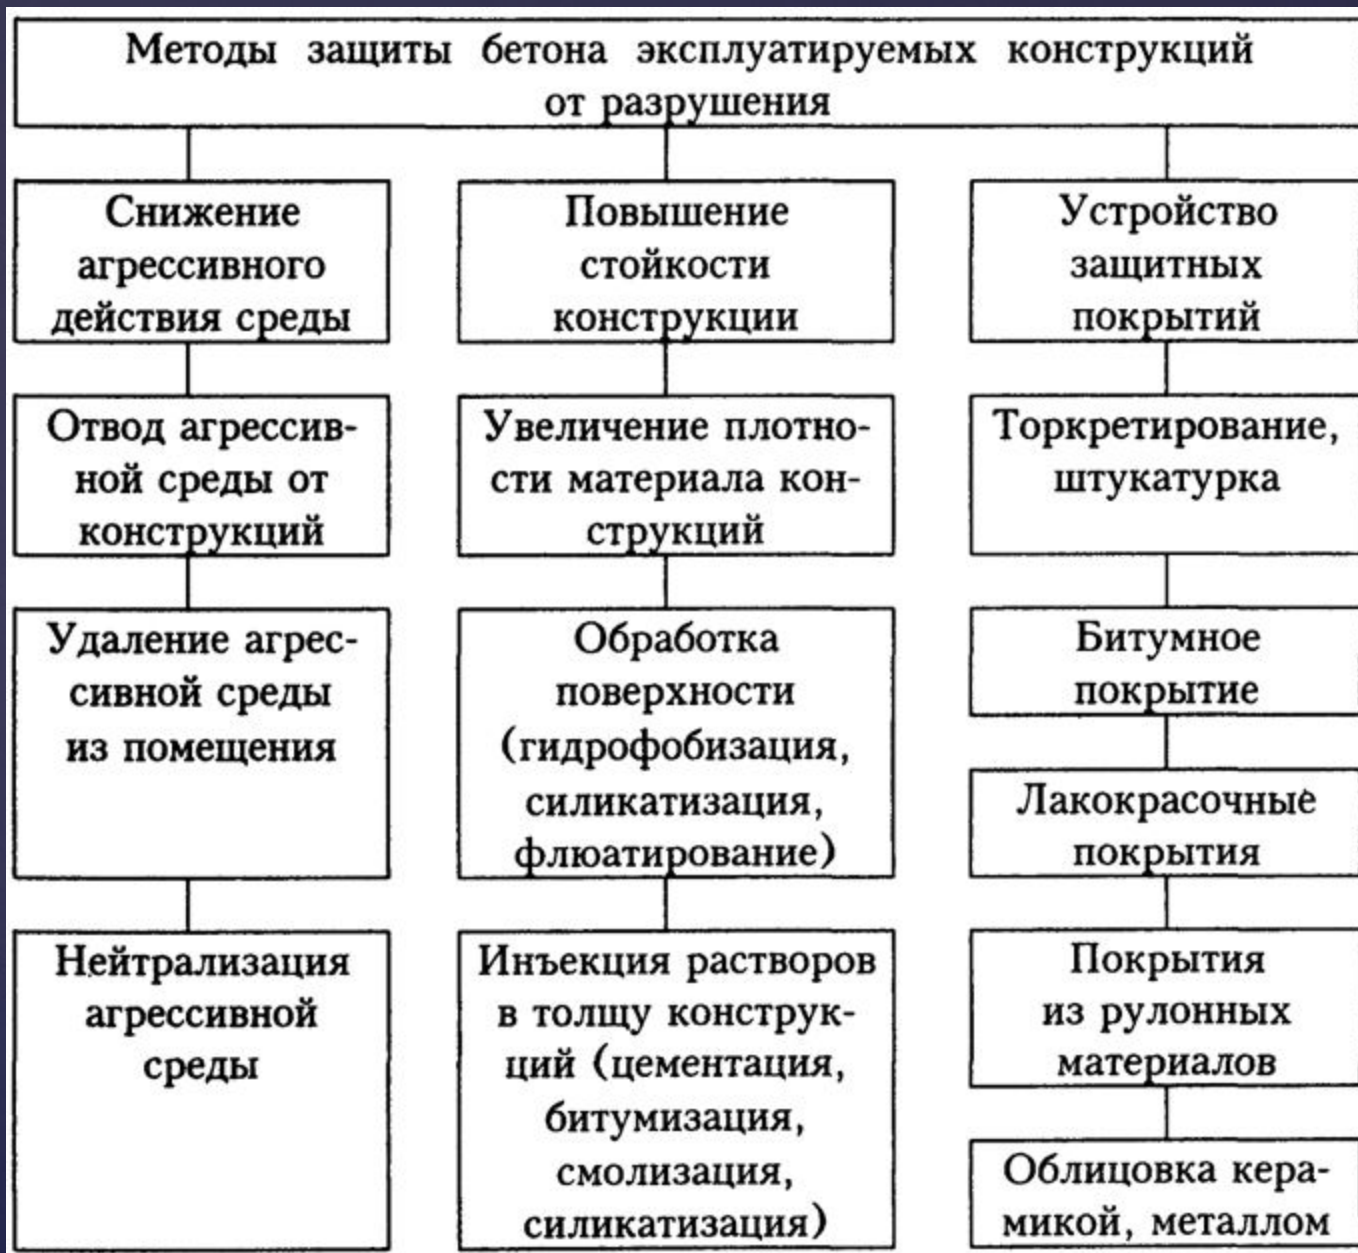 Методы защиты бетона эксплуатируемых конструкций
от разрушения
Снижение
агрессивного
действия среды
Отвод агрессив-
ной среды от
конструкций
Удаление агрес-
сивной среды
из помещения
Нейтрализация
агрессивной
среды
Повышение
стойкости
конструкции
Увеличение плотно-
сти материала кон-
струкций
Обработка
поверхности
(гидрофобизация,
силикатизация,
флюатирование)
Инъекция растворов
в толщу конструк-
ций (цементация,
битумизация,
смолизация,
силикатизация)
Устройство
защитных
покрытий
Торкретирование,
штукатурка
Битумное
покрытие
Лакокрасочные
покрытия
Покрытия
из рулонных
материалов
Облицовка кера-
микой, металлом